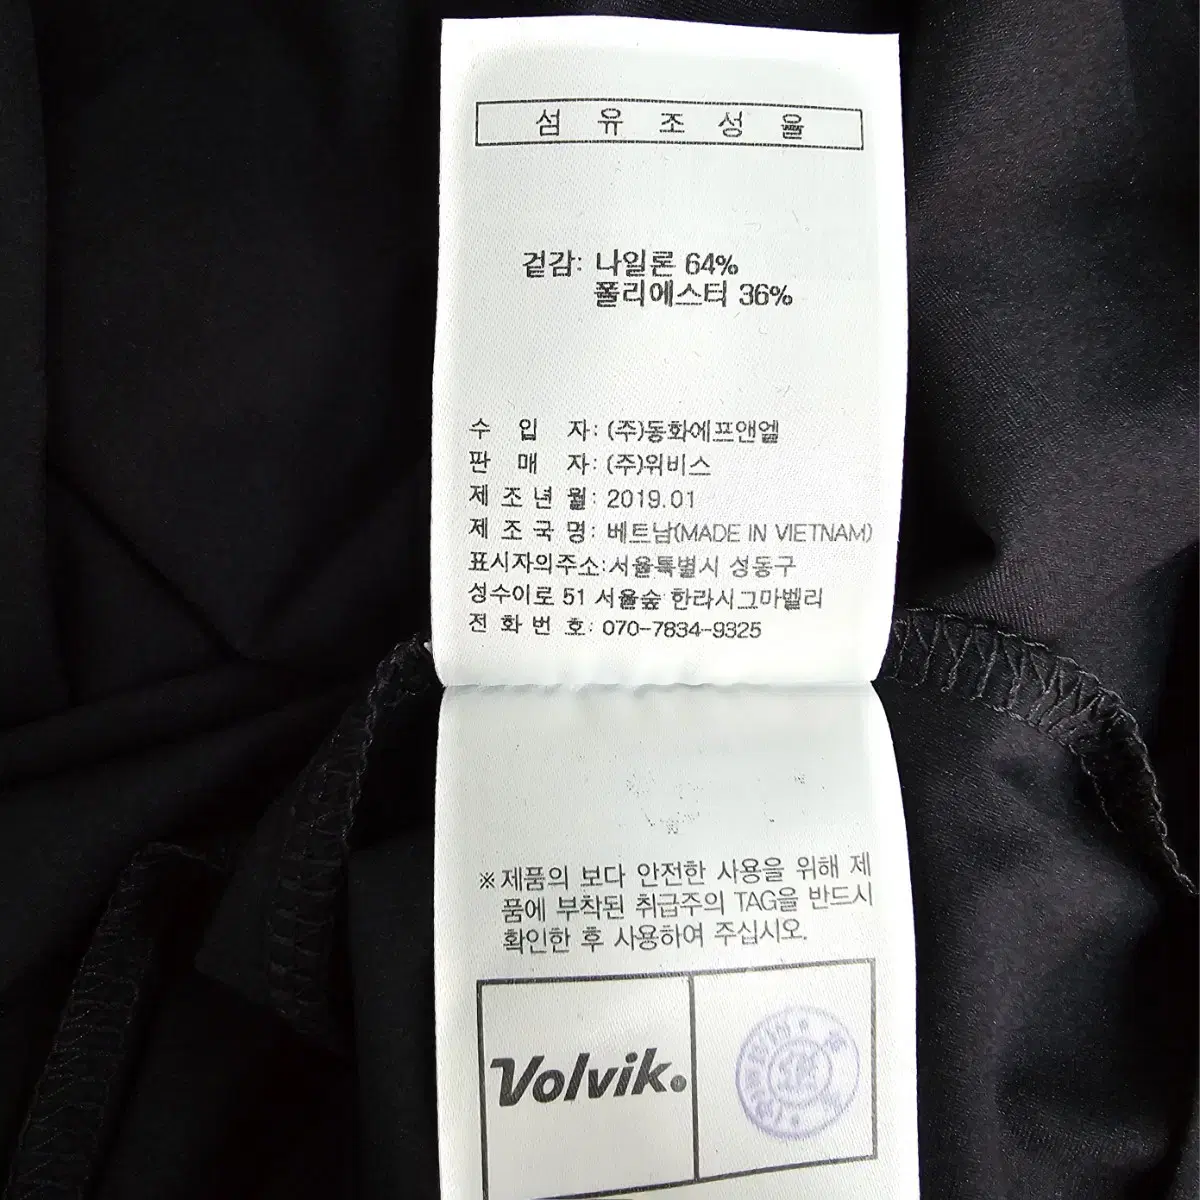 섬 유 조 성 율
겉감: 나일론 64%
폴리에스터 36%
수 입 자: (주)동화에프앤엘
판 매 자: (주)위비스
제 조 년 월: 2019.01
제 조 국 명: 베트남(MADE IN VIETNAM)
표시자의주소:서울특별시 성동구
성수이로 51 서울숲 한라시그마밸리
전 화 번 호: 070-7834-9325
※제품의 보다 안전한 사용을 위해 제
품에 부착된 취급주의 TAG을 반드시
확인한 후 사용하여 주십시오.
Volvik.